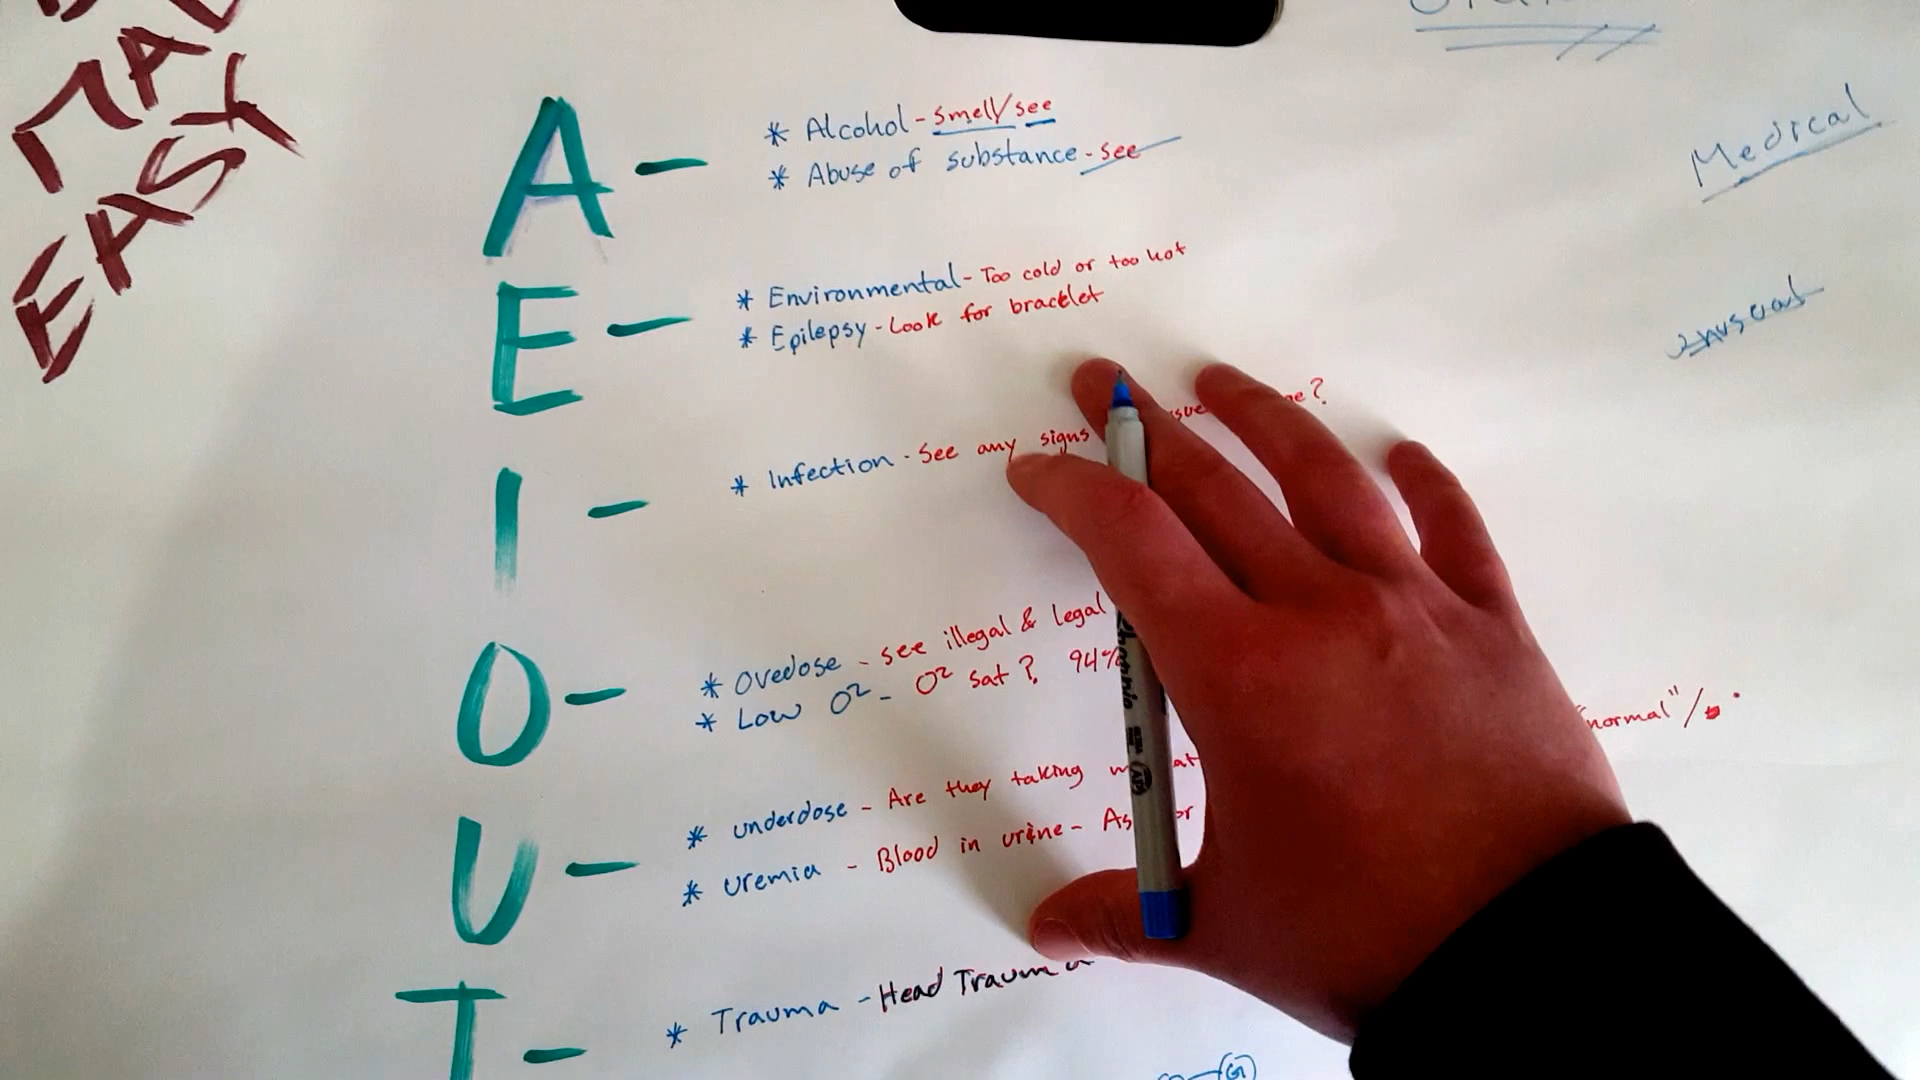 MADE
EASY
Medical
A - * Alcohol - smell/see
* Abuse of substance - see
E - * Environmental - Too cold or too hot
* Epilepsy - Look for bracelet
I - * Infection - See any signs
?
O - * Ovedose - see illegal & legal
* Low O2 - O2 sat? 94%
"normal"/
U - * underdose - Are they taking
* uremia - Blood in urine -
T - * Trauma - Head Trauma